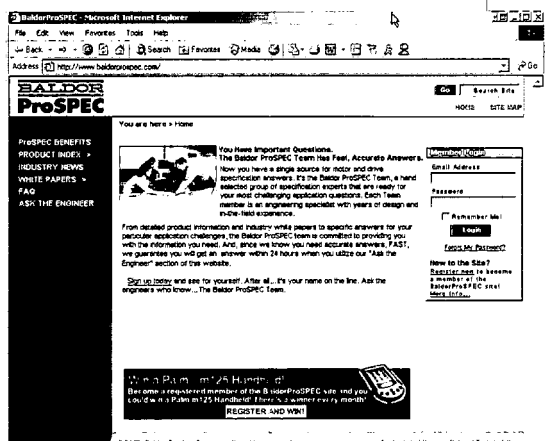 BaldorProSPEC - Microsoft Internet Explorer
File Edit View Favorites Tools Help
Back Search Favorites Media
Address http://www.baldorprospec.com/ Go
BALDOR
ProSPEC
Go Search Site
HOME SITE MAP
You are here > Home
ProSPEC BENEFITS
PRODUCT INDEX >
INDUSTRY NEWS
WHITE PAPERS >
FAQ
ASK THE ENGINEER
You Have Important Questions.
The Baldor ProSPEC Team Has Fast, Accurate Answers.
Now you have a single source for motor and drive
specification answers. It's the Baldor ProSPEC Team, a hand
selected group of specification experts that are ready for
your most challenging application questions. Each Team
member is an engineering specialist with years of design and
in-the-field experience.
From detailed product information and industry white papers to specific answers for your
particular application challenges, the Baldor ProSPEC team is committed to providing you
with the information you need. And, since we know you need accurate answers, FAST,
we guarantee you will get an answer within 24 hours when you utilize our "Ask the
Engineer" section of this website.
Sign up today and see for yourself. After all...it's your name on the line. Ask the
engineers who know... The Baldor ProSPEC Team.
Member Login
Email Address
Password
Remember Me!
Login
Forgot My Password?
New to the Site?
Register now to become
a member of the
BaldorProSPEC site!
More Info...
Win a Palm m125 Handheld!
Become a registered member of the BaldorProSPEC site and you
could win a Palm m125 Handheld! There's a winner every month!
REGISTER AND WIN!